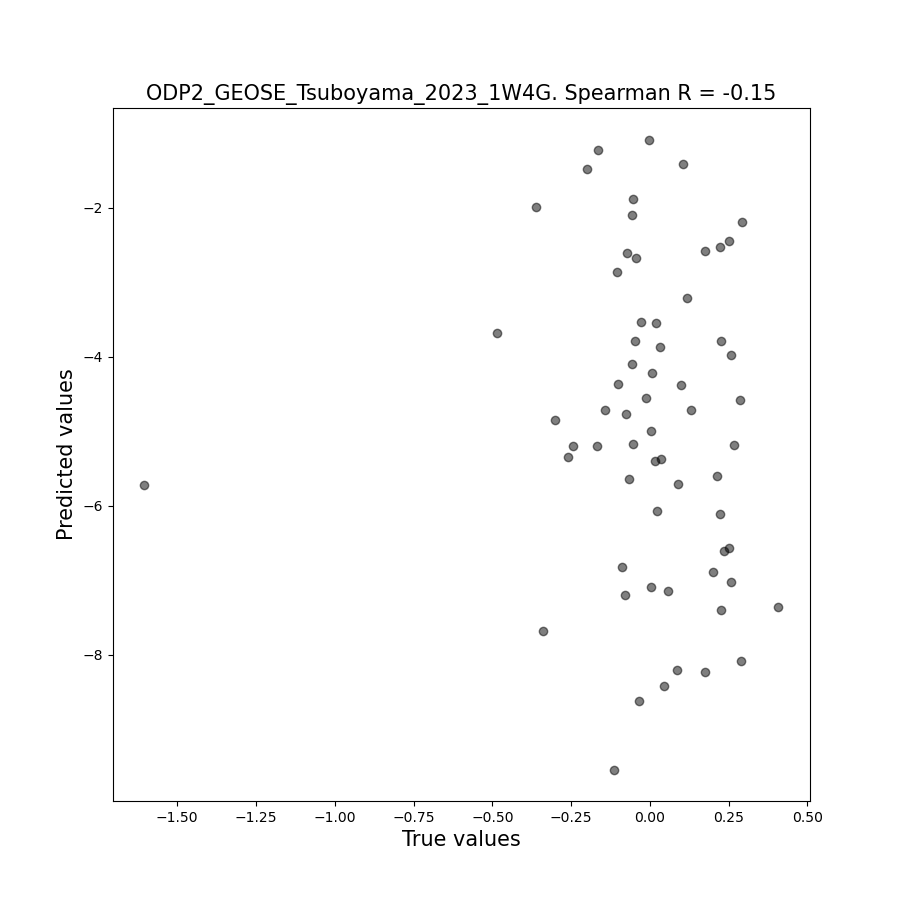 ODP2_GEOSE_Tsuboyama_2023_1W4G. Spearman R = -0.15
Predicted values
−2
−4
−6
−8
−1.50 −1.25 −1.00 −0.75 −0.50 −0.25 0.00 0.25 0.50
True values